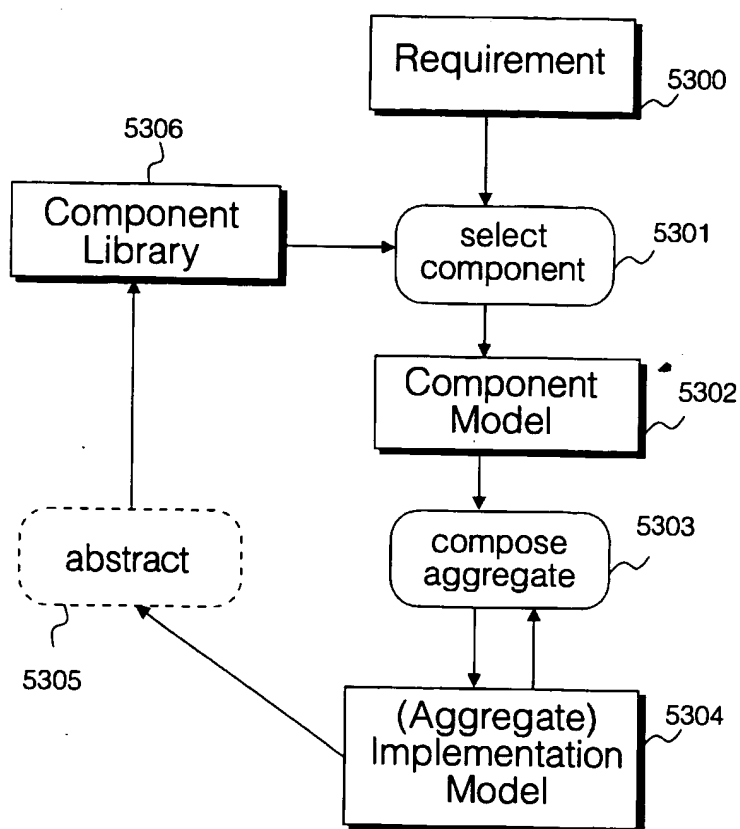 Requirement
5300
5306
Component
Library
select
component
5301
Component
Model
5302
compose
aggregate
5303
abstract
5305
(Aggregate)
Implementation
Model
5304